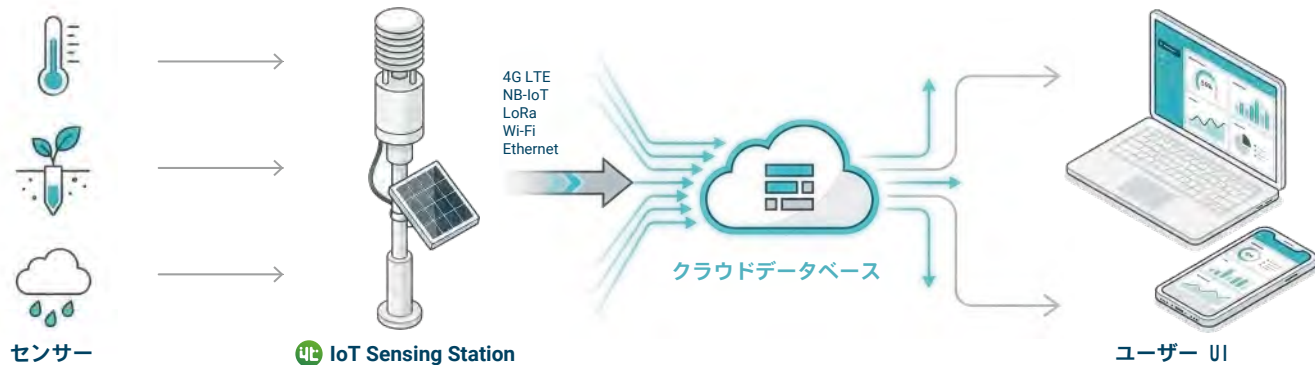 4G LTE
NB-IoT
LoRa
Wi-Fi
Ethernet
クラウドデータベース
センサー
IoT Sensing Station
ユーザー UI